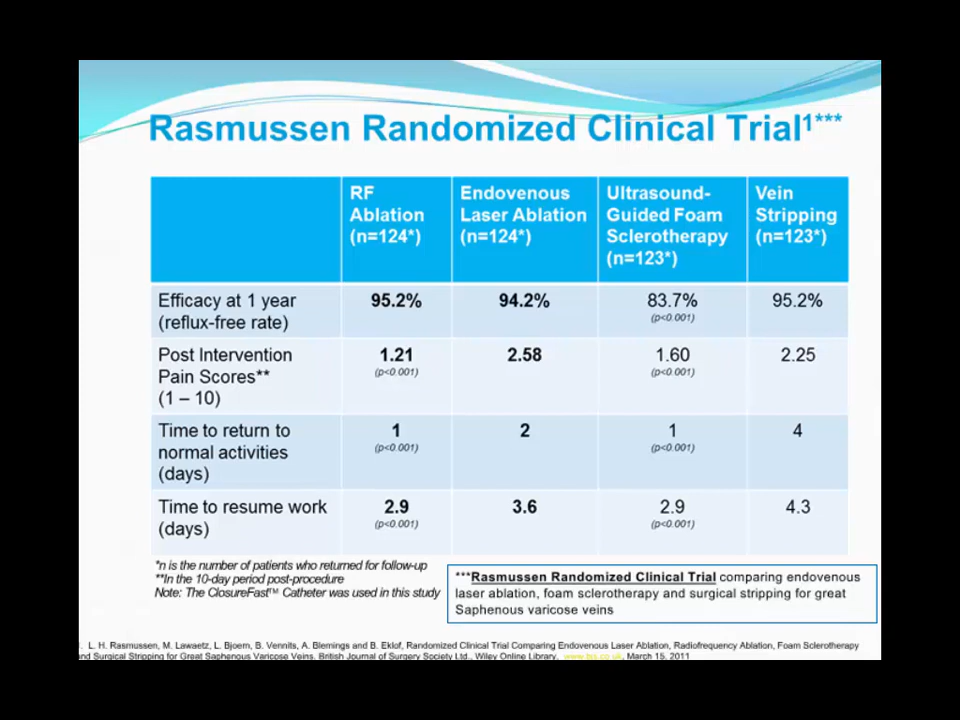 Rasmussen Randomized Clinical Trial1***
RF Ablation (n=124*)
Endovenous Laser Ablation (n=124*)
Ultrasound-Guided Foam Sclerotherapy (n=123*)
Vein Stripping (n=123*)
Efficacy at 1 year (reflux-free rate)
95.2%
94.2%
83.7% (p<0.001)
95.2%
Post Intervention Pain Scores** (1 – 10)
1.21 (p<0.001)
2.58
1.60 (p<0.001)
2.25
Time to return to normal activities (days)
1 (p<0.001)
2
1 (p<0.001)
4
Time to resume work (days)
2.9 (p<0.001)
3.6
2.9 (p<0.001)
4.3
*n is the number of patients who returned for follow-up
**In the 10-day period post-procedure
Note: The ClosureFast™ Catheter was used in this study
***Rasmussen Randomized Clinical Trial comparing endovenous
laser ablation, foam sclerotherapy and surgical stripping for great
Saphenous varicose veins
L. H. Rasmussen, M. Lawaetz, L. Bjoern, B. Vennits, A. Blemings and B. Eklof, Randomized Clinical Trial Comparing Endovenous Laser Ablation, Radiofrequency Ablation, Foam Sclerotherapy
and Surgical Stripping for Great Saphenous Varicose Veins. British Journal of Surgery Society Ltd., Wiley Online Library, www.bjs.co.uk, March 15, 2011